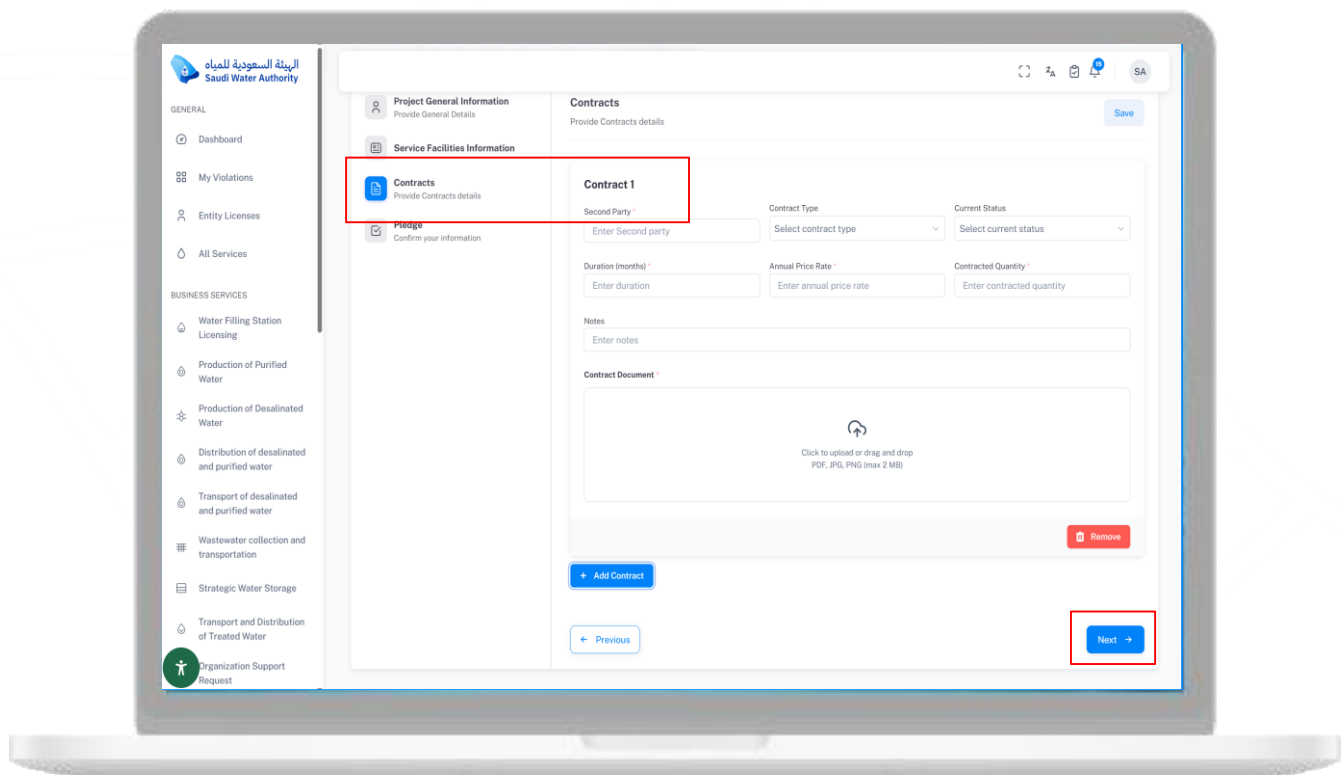 الهيئة السعودية للمياه
Saudi Water Authority
15
SA
GENERAL
Dashboard
My Violations
Entity Licenses
All Services
BUSINESS SERVICES
Water Filling Station
Licensing
Production of Purified
Water
Production of Desalinated
Water
Distribution of desalinated
and purified water
Transport of desalinated
and purified water
Wastewater collection and
transportation
Strategic Water Storage
Transport and Distribution
of Treated Water
Organization Support
Request
Project General Information
Provide General Details
Service Facilities Information
Contracts
Provide Contracts details
Pledge
Confirm your information
Contracts
Provide Contracts details
Save
Contract 1
Second Party *
Contract Type
Current Status
Enter Second party
Select contract type
Select current status
Duration (months) *
Annual Price Rate *
Contracted Quantity *
Enter duration
Enter annual price rate
Enter contracted quantity
Notes
Enter notes
Contract Document *
Click to upload or drag and drop
PDF, JPG, PNG (max 2 MB)
Remove
+ Add Contract
← Previous
Next →